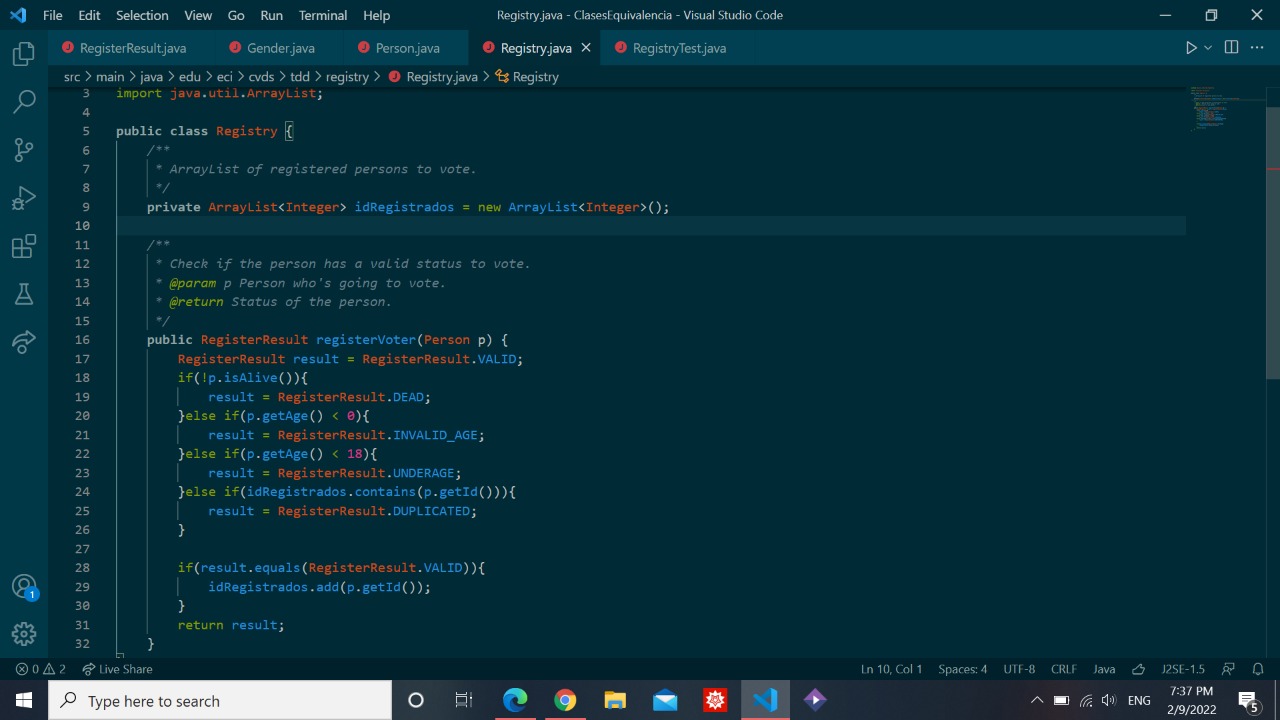 File Edit Selection View Go Run Terminal Help Registry.java - ClasesEquivalencia - Visual Studio Code
RegisterResult.java Gender.java Person.java Registry.java RegistryTest.java
src > main > java > edu > eci > cvds > tdd > registry > Registry.java > Registry
3 import java.util.ArrayList;
4
5 public class Registry {
6 /**
7 * ArrayList of registered persons to vote.
8 */
9 private ArrayList<Integer> idRegistrados = new ArrayList<Integer>();
10
11 /**
12 * Check if the person has a valid status to vote.
13 * @param p Person who's going to vote.
14 * @return Status of the person.
15 */
16 public RegisterResult registerVoter(Person p) {
17 RegisterResult result = RegisterResult.VALID;
18 if(!p.isAlive()){
19 result = RegisterResult.DEAD;
20 }else if(p.getAge() < 0){
21 result = RegisterResult.INVALID_AGE;
22 }else if(p.getAge() < 18){
23 result = RegisterResult.UNDERAGE;
24 }else if(idRegistrados.contains(p.getId())){
25 result = RegisterResult.DUPLICATED;
26 }
27
28 if(result.equals(RegisterResult.VALID)){
29 idRegistrados.add(p.getId());
30 }
31 return result;
32 }
1
0 2 Live Share Ln 10, Col 1 Spaces: 4 UTF-8 CRLF Java J2SE-1.5
Type here to search ENG 7:37 PM
2/9/2022 5